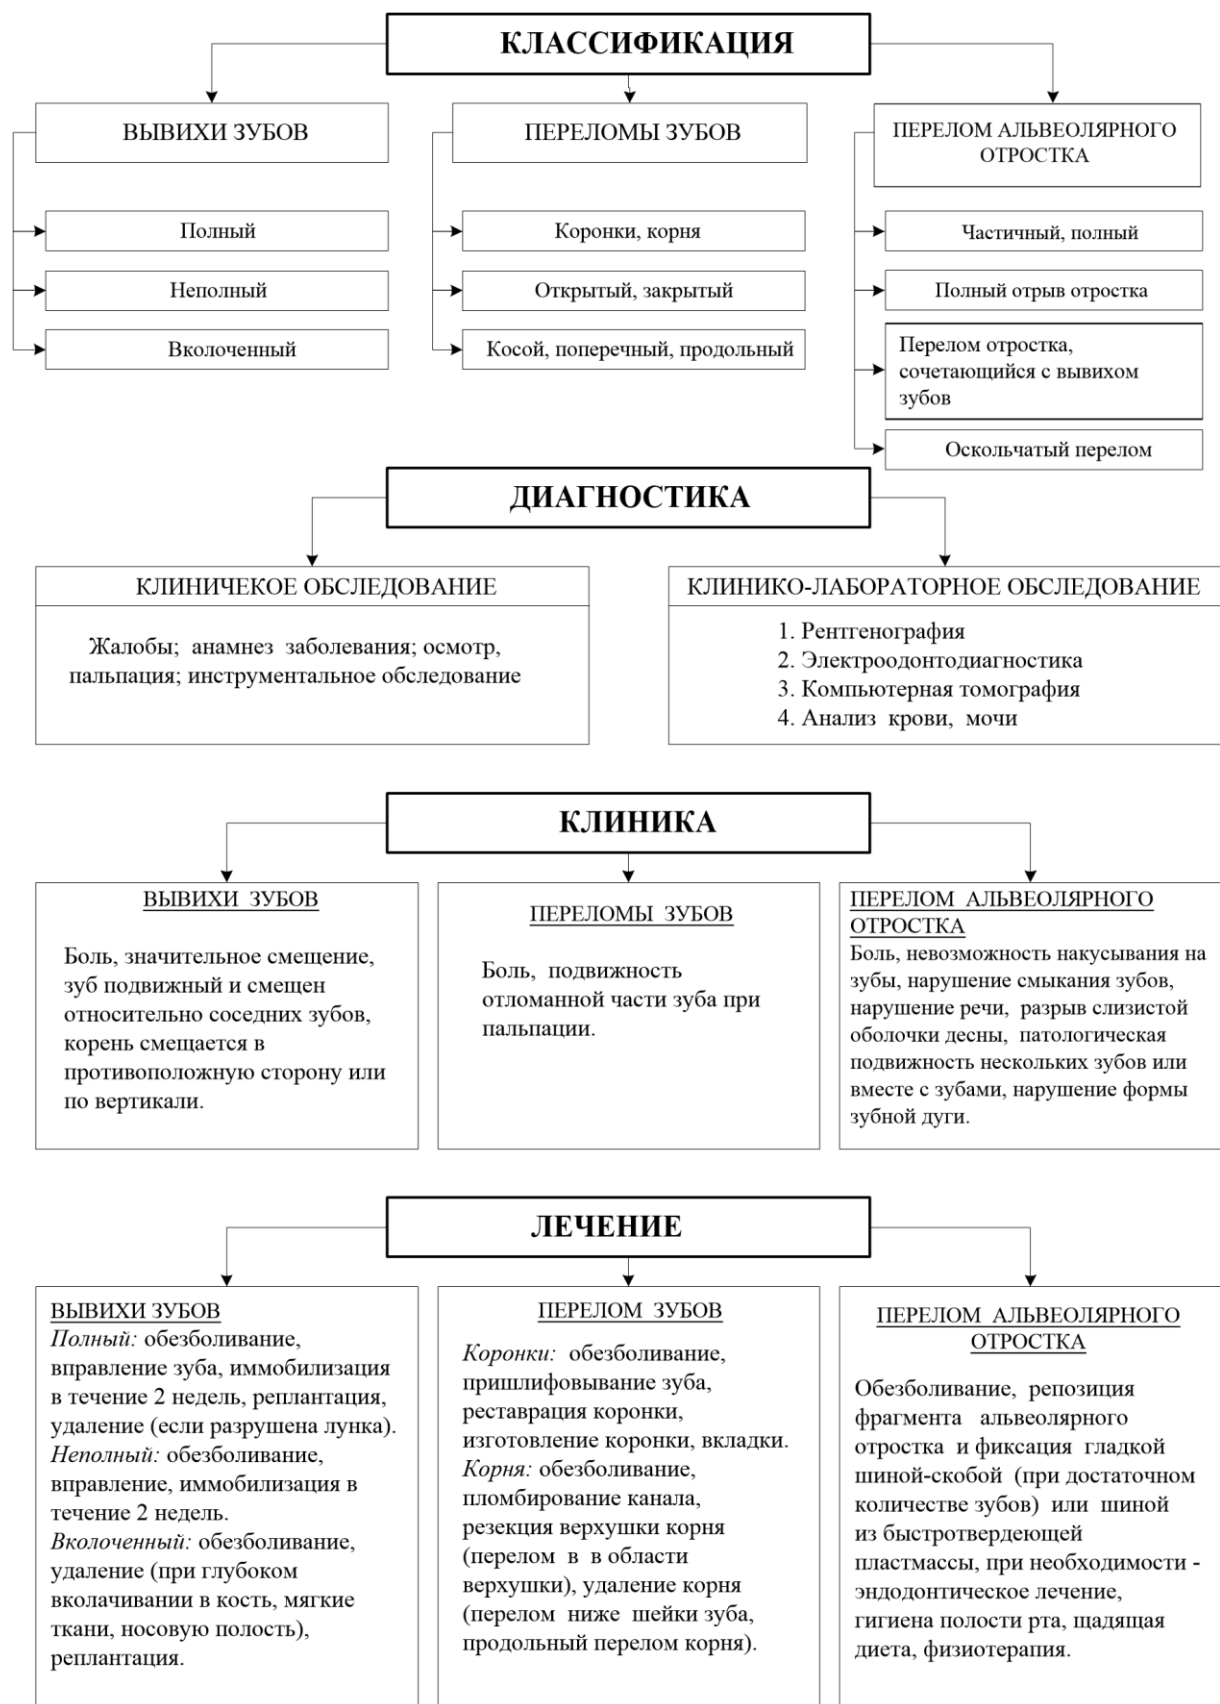 КЛАССИФИКАЦИЯ
ВЫВИХИ ЗУБОВ
Полный
Неполный
Вколоченный
ПЕРЕЛОМЫ ЗУБОВ
Коронки, корня
Открытый, закрытый
Косой, поперечный, продольный
ПЕРЕЛОМ АЛЬВЕОЛЯРНОГО
ОТРОСТКА
Частичный, полный
Полный отрыв отростка
Перелом отростка,
сочетающийся с вывихом
зубов
Оскольчатый перелом
ДИАГНОСТИКА
КЛИНИЧЕКОЕ ОБСЛЕДОВАНИЕ
Жалобы; анамнез заболевания; осмотр,
пальпация; инструментальное обследование
КЛИНИКО-ЛАБОРАТОРНОЕ ОБСЛЕДОВАНИЕ
1. Рентгенография
2. Электроодонтодиагностика
3. Компьютерная томография
4. Анализ крови, мочи
КЛИНИКА
ВЫВИХИ ЗУБОВ
Боль, значительное смещение,
зуб подвижный и смещен
относительно соседних зубов,
корень смещается в
противоположную сторону или
по вертикали.
ПЕРЕЛОМЫ ЗУБОВ
Боль, подвижность
отломанной части зуба при
пальпации.
ПЕРЕЛОМ АЛЬВЕОЛЯРНОГО
ОТРОСТКА
Боль, невозможность накусывания на
зубы, нарушение смыкания зубов,
нарушение речи, разрыв слизистой
оболочки десны, патологическая
подвижность нескольких зубов или
вместе с зубами, нарушение формы
зубной дуги.
ЛЕЧЕНИЕ
ВЫВИХИ ЗУБОВ
Полный: обезболивание,
вправление зуба, иммобилизация
в течение 2 недель, реплантация,
удаление (если разрушена лунка).
Неполный: обезболивание,
вправление, иммобилизация в
течение 2 недель.
Вколоченный: обезболивание,
удаление (при глубоком
вколачивании в кость, мягкие
ткани, носовую полость),
реплантация.
ПЕРЕЛОМ ЗУБОВ
Коронки: обезболивание,
пришлифовывание зуба,
реставрация коронки,
изготовление коронки, вкладки.
Корня: обезболивание,
пломбирование канала,
резекция верхушки корня
(перелом в в области
верхушки), удаление корня
(перелом ниже шейки зуба,
продольный перелом корня).
ПЕРЕЛОМ АЛЬВЕОЛЯРНОГО
ОТРОСТКА
Обезболивание, репозиция
фрагмента альвеолярного
отростка и фиксация гладкой
шиной-скобой (при достаточном
количестве зубов) или шиной
из быстротвердеющей
пластмассы, при необходимости -
эндодонтическое лечение,
гигиена полости рта, щадящая
диета, физиотерапия.